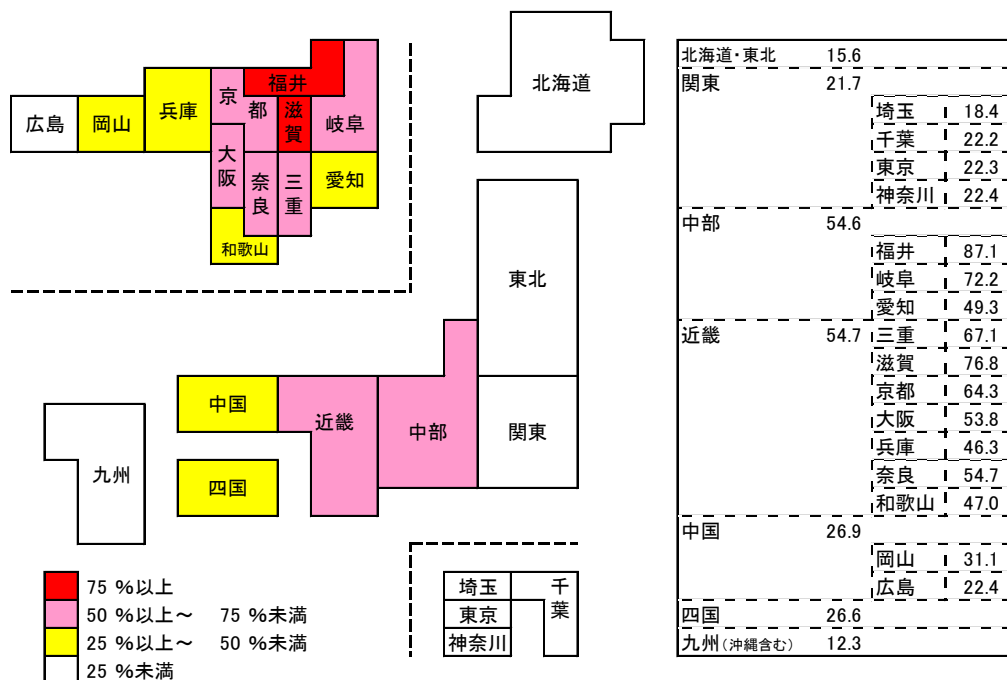 北海道
福井
京都
兵庫
滋賀
広島
岡山
岐阜
大阪
奈良
三重
愛知
和歌山
東北
中国
近畿
中部
関東
九州
四国
75 %以上
50 %以上～ 75 %未満
25 %以上～ 50 %未満
25 %未満
埼玉
千葉
東京
神奈川
北海道・東北 15.6
関東 21.7
埼玉 18.4
千葉 22.2
東京 22.3
神奈川 22.4
中部 54.6
福井 87.1
岐阜 72.2
愛知 49.3
近畿 54.7 三重 67.1
滋賀 76.8
京都 64.3
大阪 53.8
兵庫 46.3
奈良 54.7
和歌山 47.0
中国 26.9
岡山 31.1
広島 22.4
四国 26.6
九州(沖縄含む) 12.3